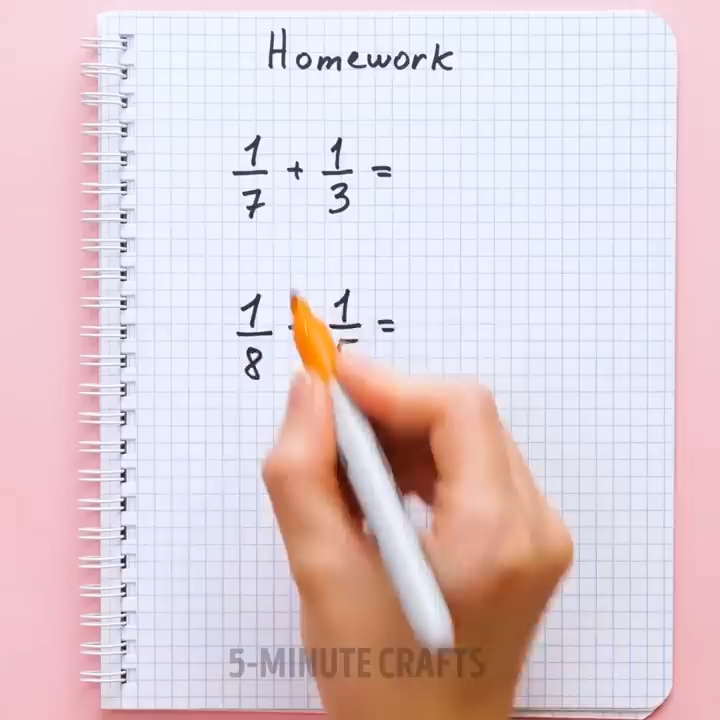 Homework
1/7 + 1/3 =
1/8 1/ =
5-MINUTE CRAFTS